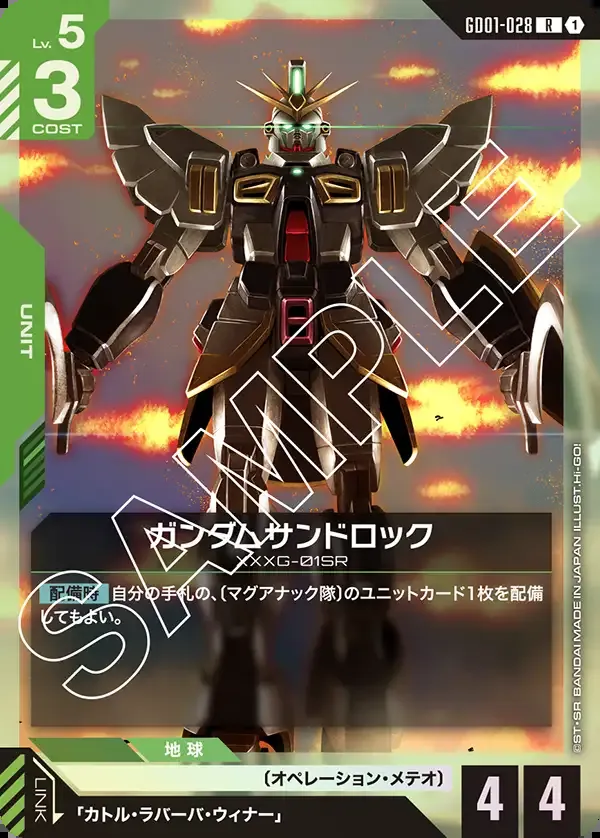 Lv. 5
3
COST
GD01-028 R 1
UNIT
SAMPLE
ガンダムサンドロック
XXXG-01SR
配備時 自分の手札の、〔マグアナック隊〕のユニットカード1枚を配備
してもよい。
地球
〔オペレーション・メテオ〕
LINK
「カトル・ラバーバ・ウィナー」
4 4
©ST・SR BANDAI MADE IN JAPAN ILLUST.Hi-GO!